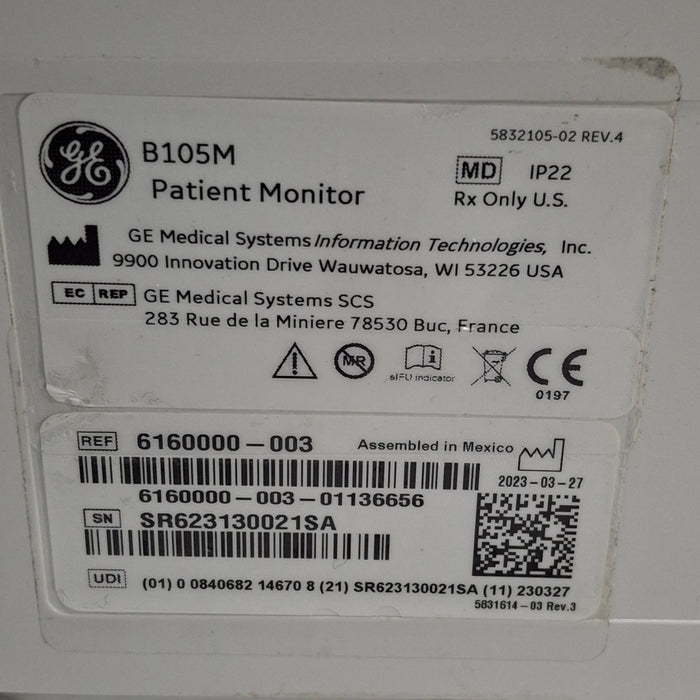 GE
5832105-02 REV.4
B105M
MD IP22
Patient Monitor
Rx Only U.S.
GE Medical Systems Information Technologies, Inc.
9900 Innovation Drive Wauwatosa, WI 53226 USA
EC REP GE Medical Systems SCS
283 Rue de la Miniere 78530 Buc, France
MR
i
eIFU indicator
CE
0197
REF 6160000-003
Assembled in Mexico
2023-03-27
6160000-003-01136656
SN SR623130021SA
UDI (01) 0 0840682 14670 8 (21) SR623130021SA (11) 230327
5831614-03 Rev.3